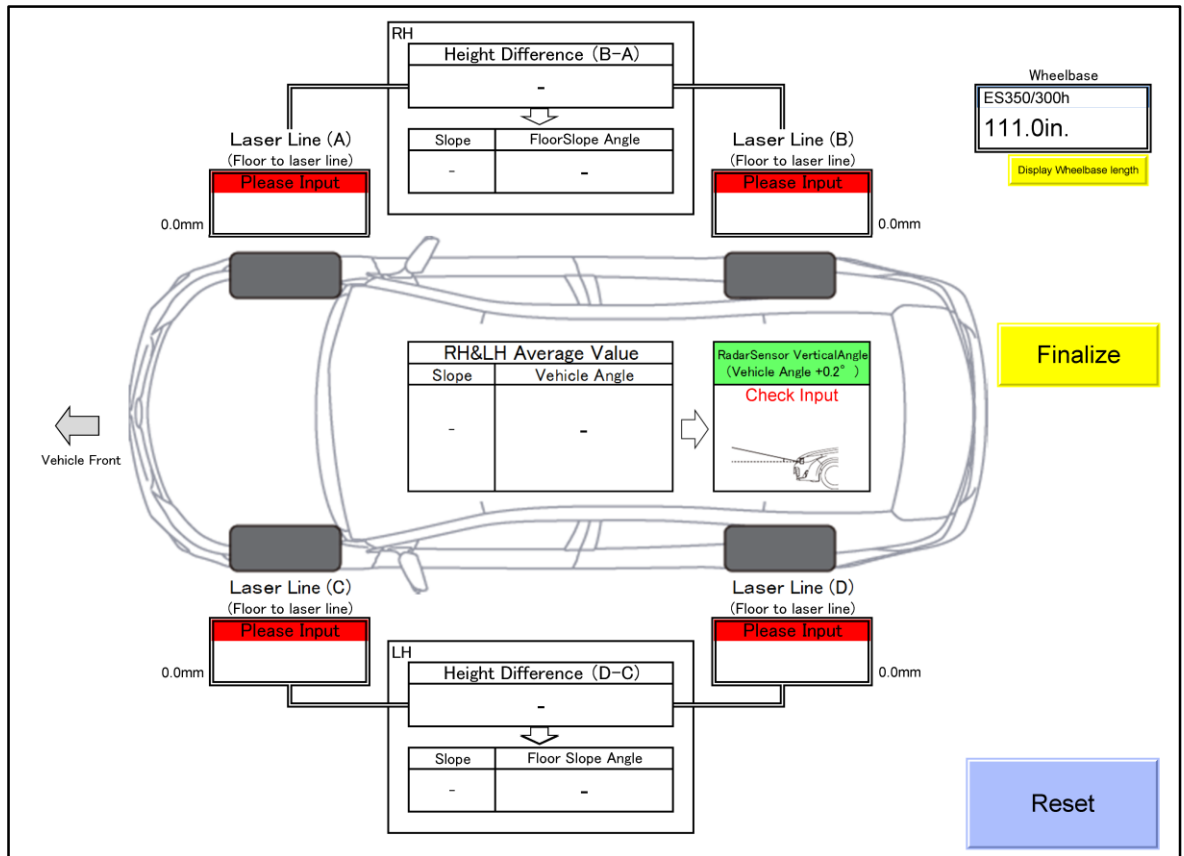 RH
Height Difference (B-A)
-
Slope FloorSlope Angle
- -
Wheelbase
ES350/300h
111.0in.
Display Wheelbase length
Laser Line (A)
(Floor to laser line)
Please Input
0.0mm
Laser Line (B)
(Floor to laser line)
Please Input
0.0mm
RH&LH Average Value
Slope Vehicle Angle
- -
RadarSensor VerticalAngle
(Vehicle Angle +0.2° )
Check Input
Finalize
Vehicle Front
Laser Line (C)
(Floor to laser line)
Please Input
0.0mm
Laser Line (D)
(Floor to laser line)
Please Input
0.0mm
LH
Height Difference (D-C)
-
Slope Floor Slope Angle
- -
Reset